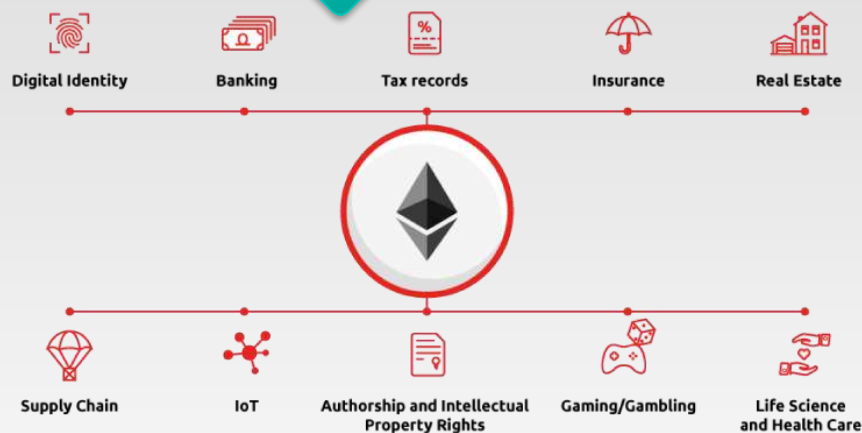 Digital Identity
Banking
Tax records
Insurance
Real Estate
Supply Chain
IoT
Authorship and Intellectual
Property Rights
Gaming/Gambling
Life Science
and Health Care